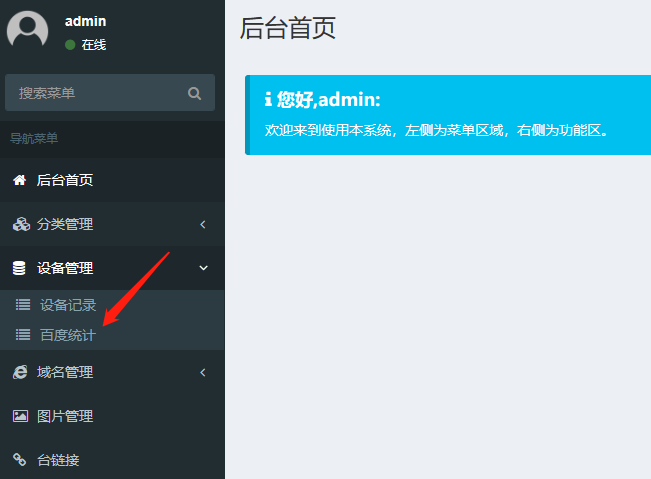 admin
在线
搜索菜单
导航菜单
后台首页
分类管理
设备管理
设备记录
百度统计
域名管理
图片管理
台链接
后台首页
您好,admin:
欢迎来到使用本系统，左侧为菜单区域，右侧为功能区。